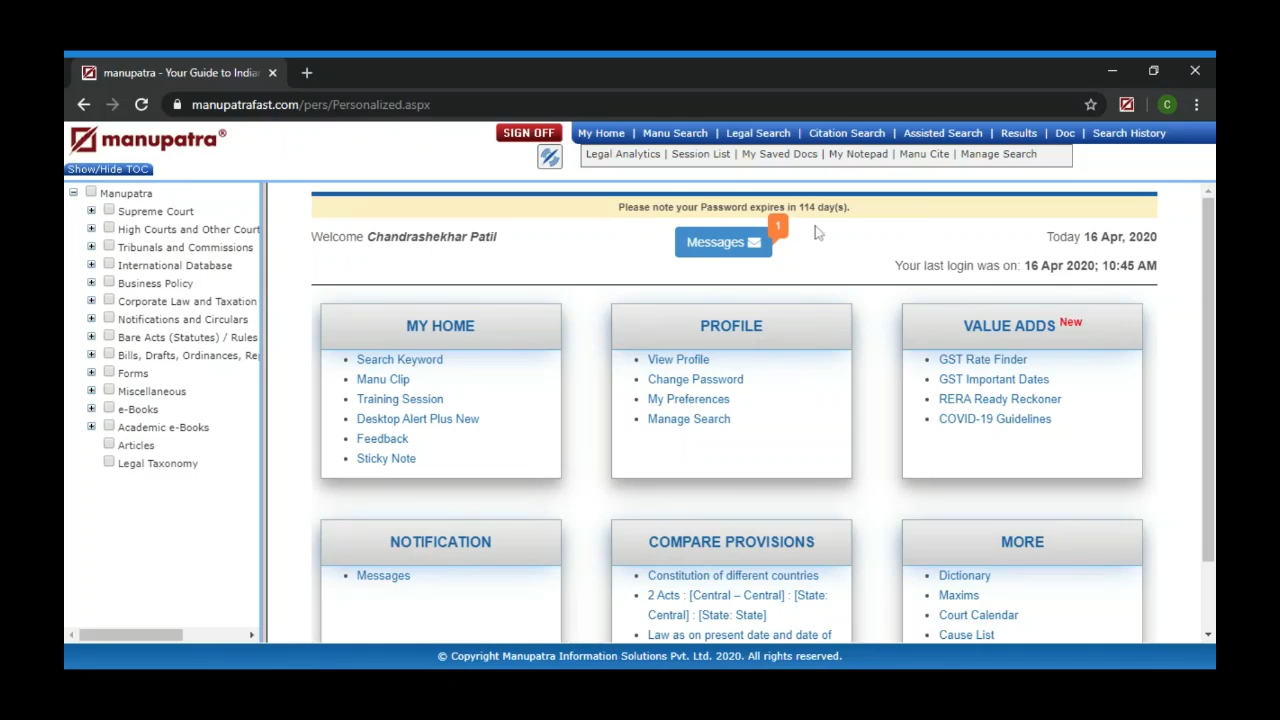 manupatra - Your Guide to Indian
manupatrafast.com/pers/Personalized.aspx
C
manupatra®
SIGN OFF
My Home | Manu Search | Legal Search | Citation Search | Assisted Search | Results | Doc | Search History
Legal Analytics | Session List | My Saved Docs | My Notepad | Manu Cite | Manage Search
Show/Hide TOC
Manupatra
Supreme Court
High Courts and Other Court
Tribunals and Commissions
International Database
Business Policy
Corporate Law and Taxation
Notifications and Circulars
Bare Acts (Statutes) / Rules
Bills, Drafts, Ordinances, Re
Forms
Miscellaneous
e-Books
Academic e-Books
Articles
Legal Taxonomy
Please note your Password expires in 114 day(s).
Welcome Chandrashekhar Patil
Messages
1
Today 16 Apr, 2020
Your last login was on: 16 Apr 2020; 10:45 AM
MY HOME
Search Keyword
Manu Clip
Training Session
Desktop Alert Plus New
Feedback
Sticky Note
PROFILE
View Profile
Change Password
My Preferences
Manage Search
VALUE ADDS New
GST Rate Finder
GST Important Dates
RERA Ready Reckoner
COVID-19 Guidelines
NOTIFICATION
Messages
COMPARE PROVISIONS
Constitution of different countries
2 Acts : [Central – Central] : [State:
Central] : [State: State]
Law as on present date and date of
MORE
Dictionary
Maxims
Court Calendar
Cause List
© Copyright Manupatra Information Solutions Pvt. Ltd. 2020. All rights reserved.